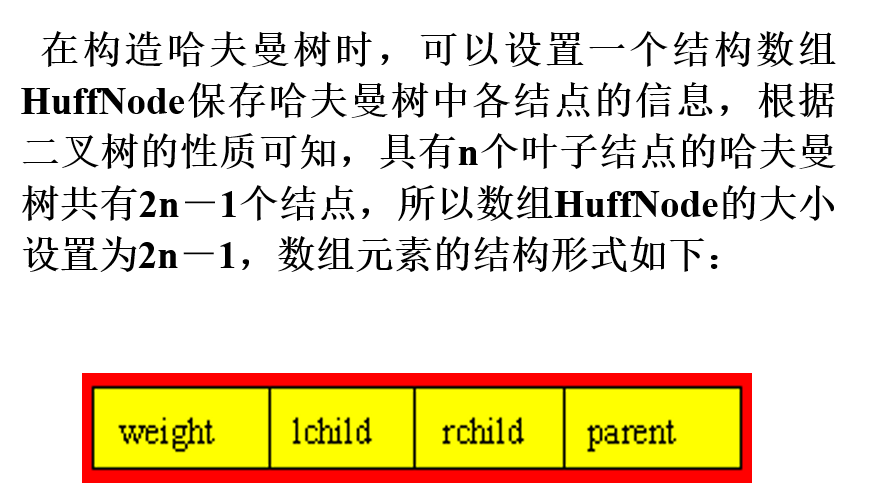 在构造哈夫曼树时，可以设置一个结构数组
HuffNode保存哈夫曼树中各结点的信息，根据
二叉树的性质可知，具有n个叶子结点的哈夫曼
树共有2n－1个结点，所以数组HuffNode的大小
设置为2n－1，数组元素的结构形式如下：
weight lchild rchild parent